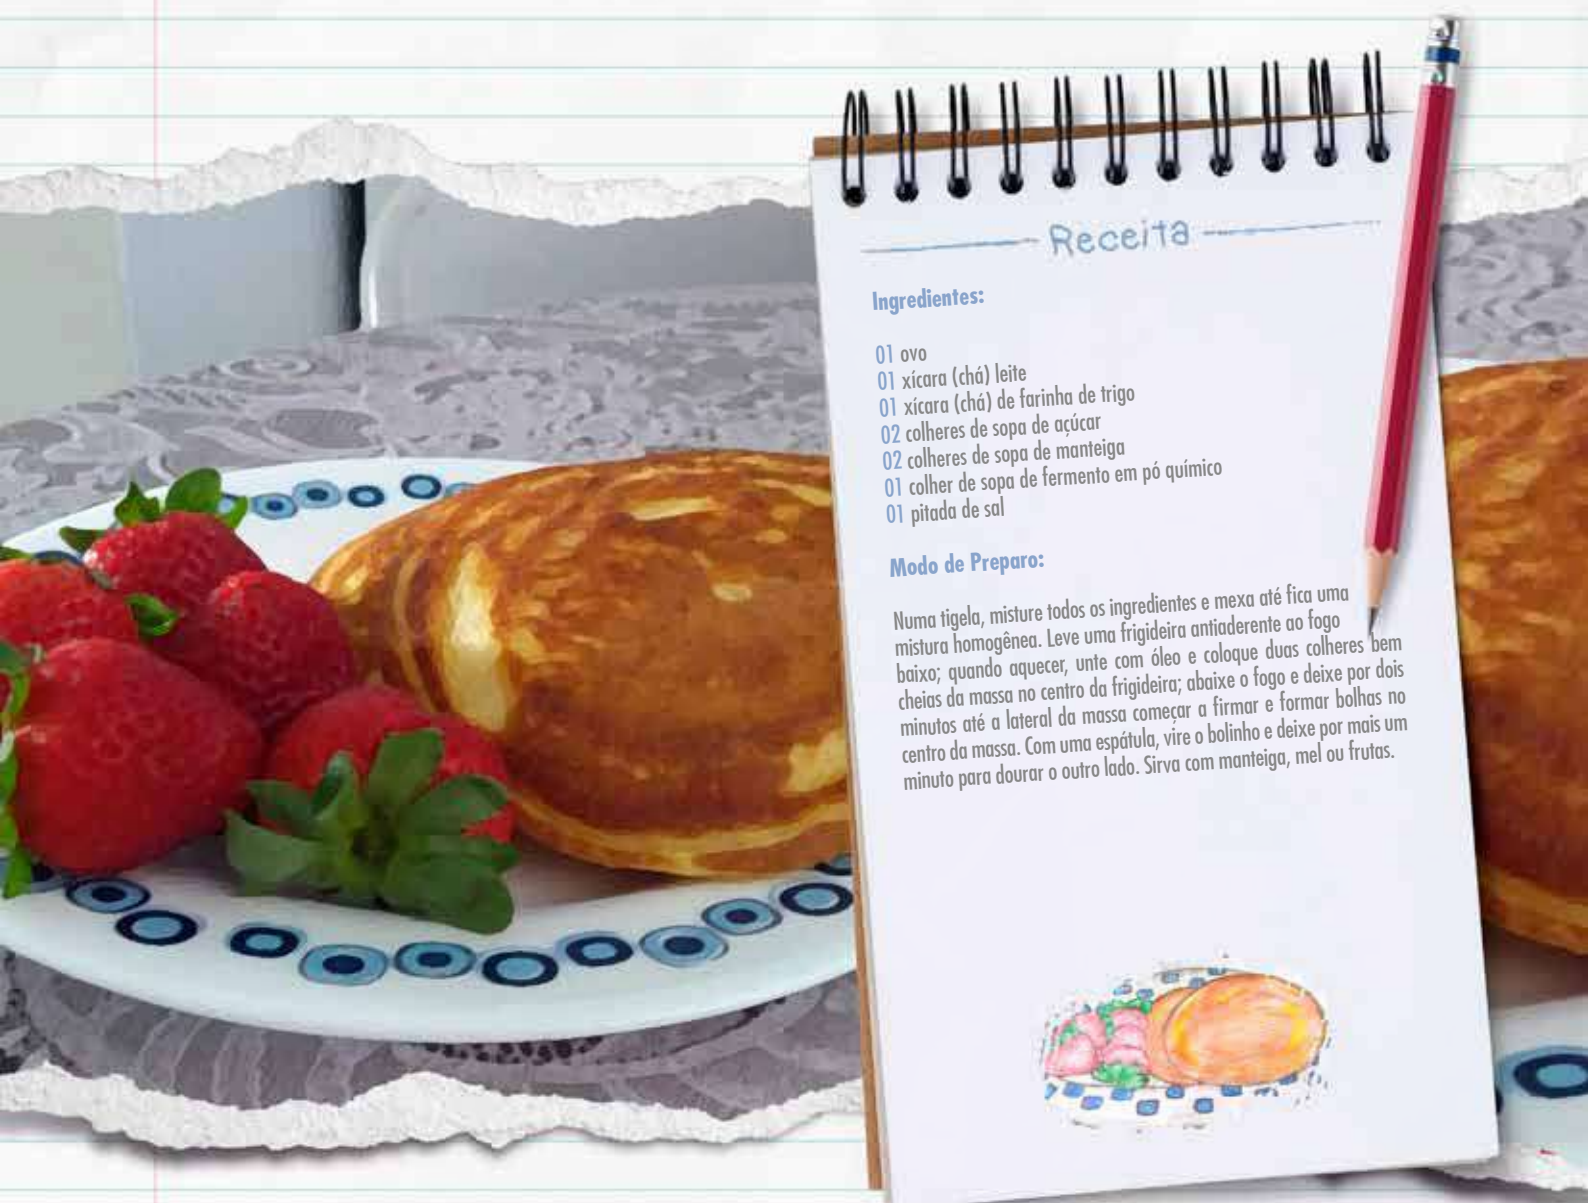 Receita
Ingredientes:
01 ovo
01 xícara (chá) leite
01 xícara (chá) de farinha de trigo
02 colheres de sopa de açúcar
02 colheres de sopa de manteiga
01 colher de sopa de fermento em pó químico
01 pitada de sal
Modo de Preparo:
Numa tigela, misture todos os ingredientes e mexa até fica uma
mistura homogênea. Leve uma frigideira antiaderente ao fogo
baixo; quando aquecer, unte com óleo e coloque duas colheres bem
cheias da massa no centro da frigideira; abaixe o fogo e deixe por dois
minutos até a lateral da massa começar a firmar e formar bolhas no
centro da massa. Com uma espátula, vire o bolinho e deixe por mais um
minuto para dourar o outro lado. Sirva com manteiga, mel ou frutas.